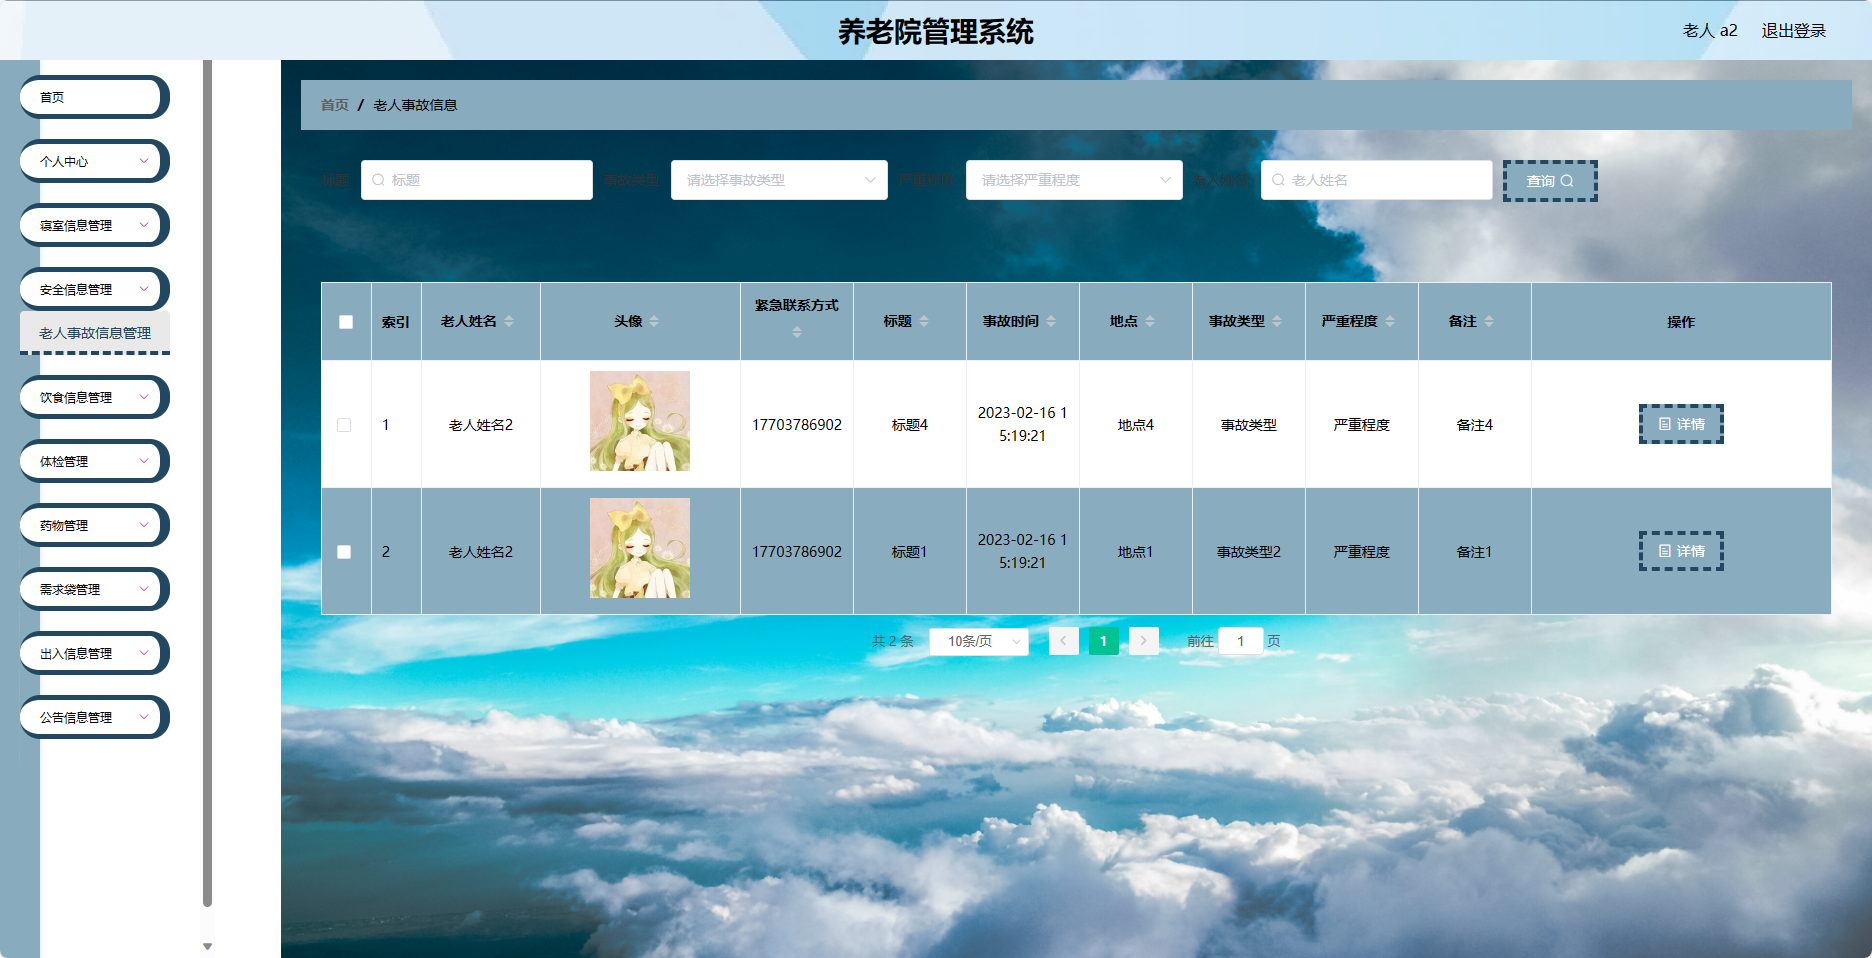 养老院管理系统
老人 a2 退出登录
首页
个人中心
寝室信息管理
安全信息管理
老人事故信息管理
饮食信息管理
体检管理
药物管理
需求袋管理
出入信息管理
公告信息管理
首页 / 老人事故信息
标题 标题 事故类型 请选择事故类型 严重程度 请选择严重程度 老人姓名 老人姓名 查询
索引 老人姓名 头像 紧急联系方式 标题 事故时间 地点 事故类型 严重程度 备注 操作
1 老人姓名2 17703786902 标题4 2023-02-16 1 地点4 事故类型 严重程度 备注4 详情
5:19:21
2 老人姓名2 17703786902 标题1 2023-02-16 1 地点1 事故类型2 严重程度 备注1 详情
5:19:21
共 2 条 10条/页 1 前往 1 页